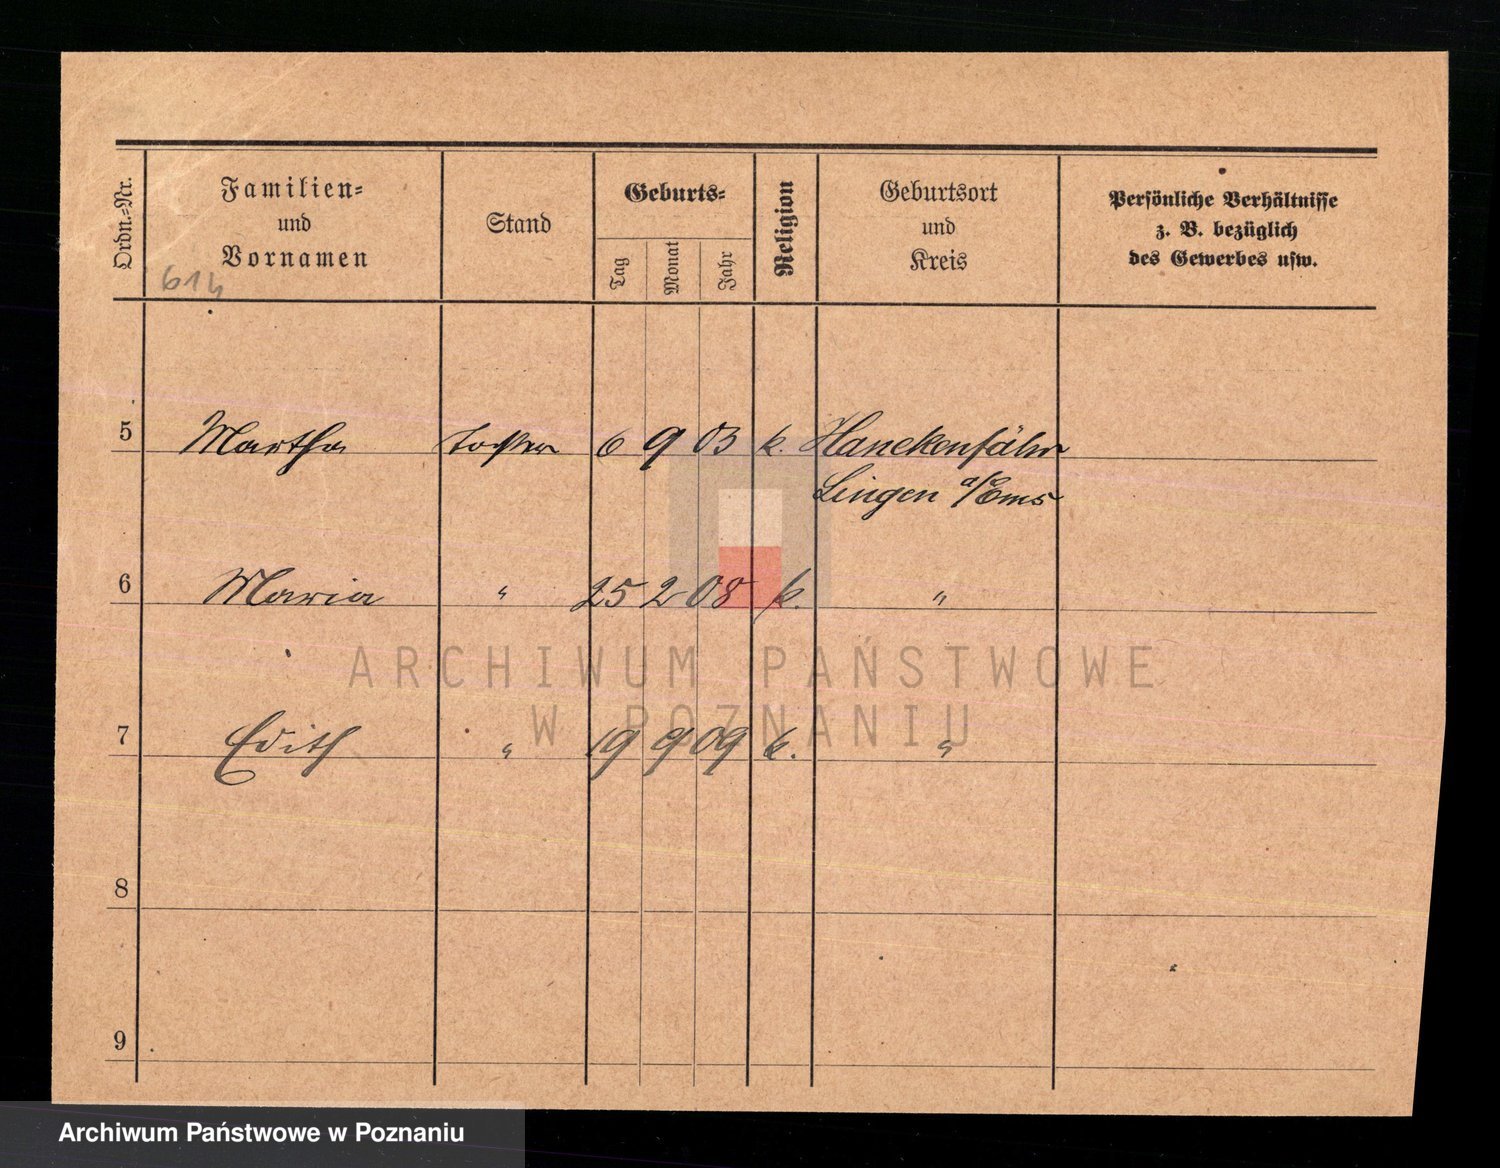 Ordn.=Nr.
Familien=
und
Vornamen
Stand
Geburts=
Tag
Monat
Jahr
Religion
Geburtsort
und
Kreis
Persönliche Verhältnisse
z. B. bezüglich
des Gewerbes usw.
614
5 Martha Tochter 6 9 03 k. Hanekenfähr
Lingen a/Ems
6 Maria " 25 2 08 k. "
ARCHIWUM PAŃSTWOWE
W POZNANIU
7 Edith " 19 9 09 k. "
8
9
Archiwum Państwowe w Poznaniu